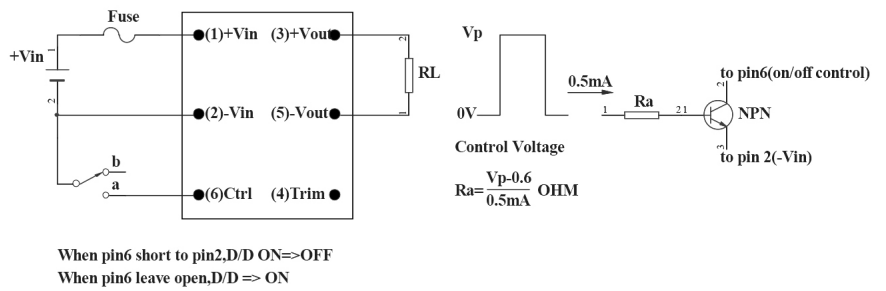 Fuse
+Vin
1
2
(1)+Vin (3)+Vout
2
RL
1
(2)-Vin (5)-Vout
b
a
(6)Ctrl (4)Trim
When pin6 short to pin2,D/D ON=>OFF
When pin6 leave open,D/D => ON
Vp
0V
0.5mA
1 Ra 2 1
to pin6(on/off control)
2
NPN
3
to pin 2(-Vin)
Control Voltage
Ra= Vp-0.6
0.5mA OHM